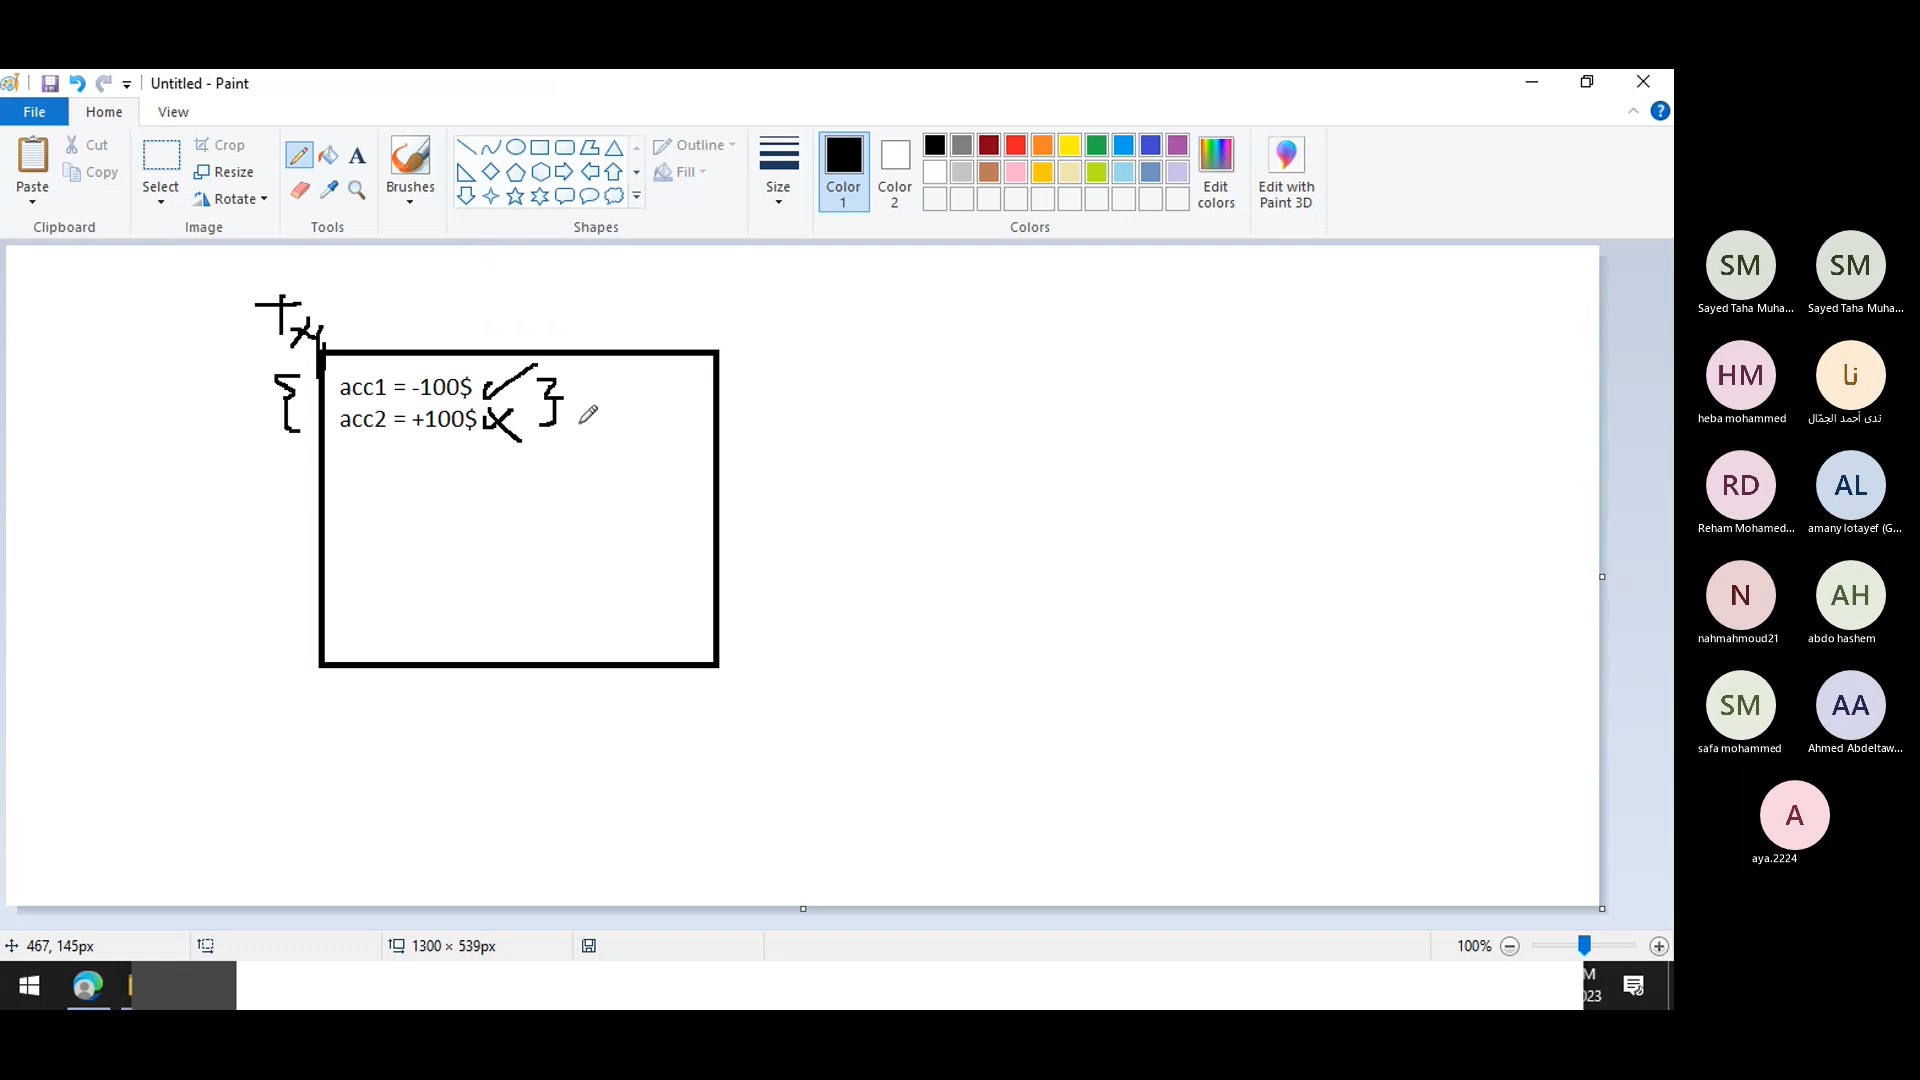 Untitled - Paint
File
Home
View
Paste
Cut
Copy
Clipboard
Select
Crop
Resize
Rotate
Image
A
Tools
Brushes
Shapes
Outline
Fill
Size
Color 1
Color 2
Colors
Edit colors
Edit with Paint 3D
?
Tx
acc1 = -100$
acc2 = +100$
467, 145px
1300 × 539px
100%
M
023
SM
Sayed Taha Muha...
SM
Sayed Taha Muha...
HM
heba mohammed
نا
ندى أحمد الجمّال
RD
Reham Mohamed...
AL
amany lotayef (G...
N
nahmahmoud21
AH
abdo hashem
SM
safa mohammed
AA
Ahmed Abdeltaw...
A
aya.2224